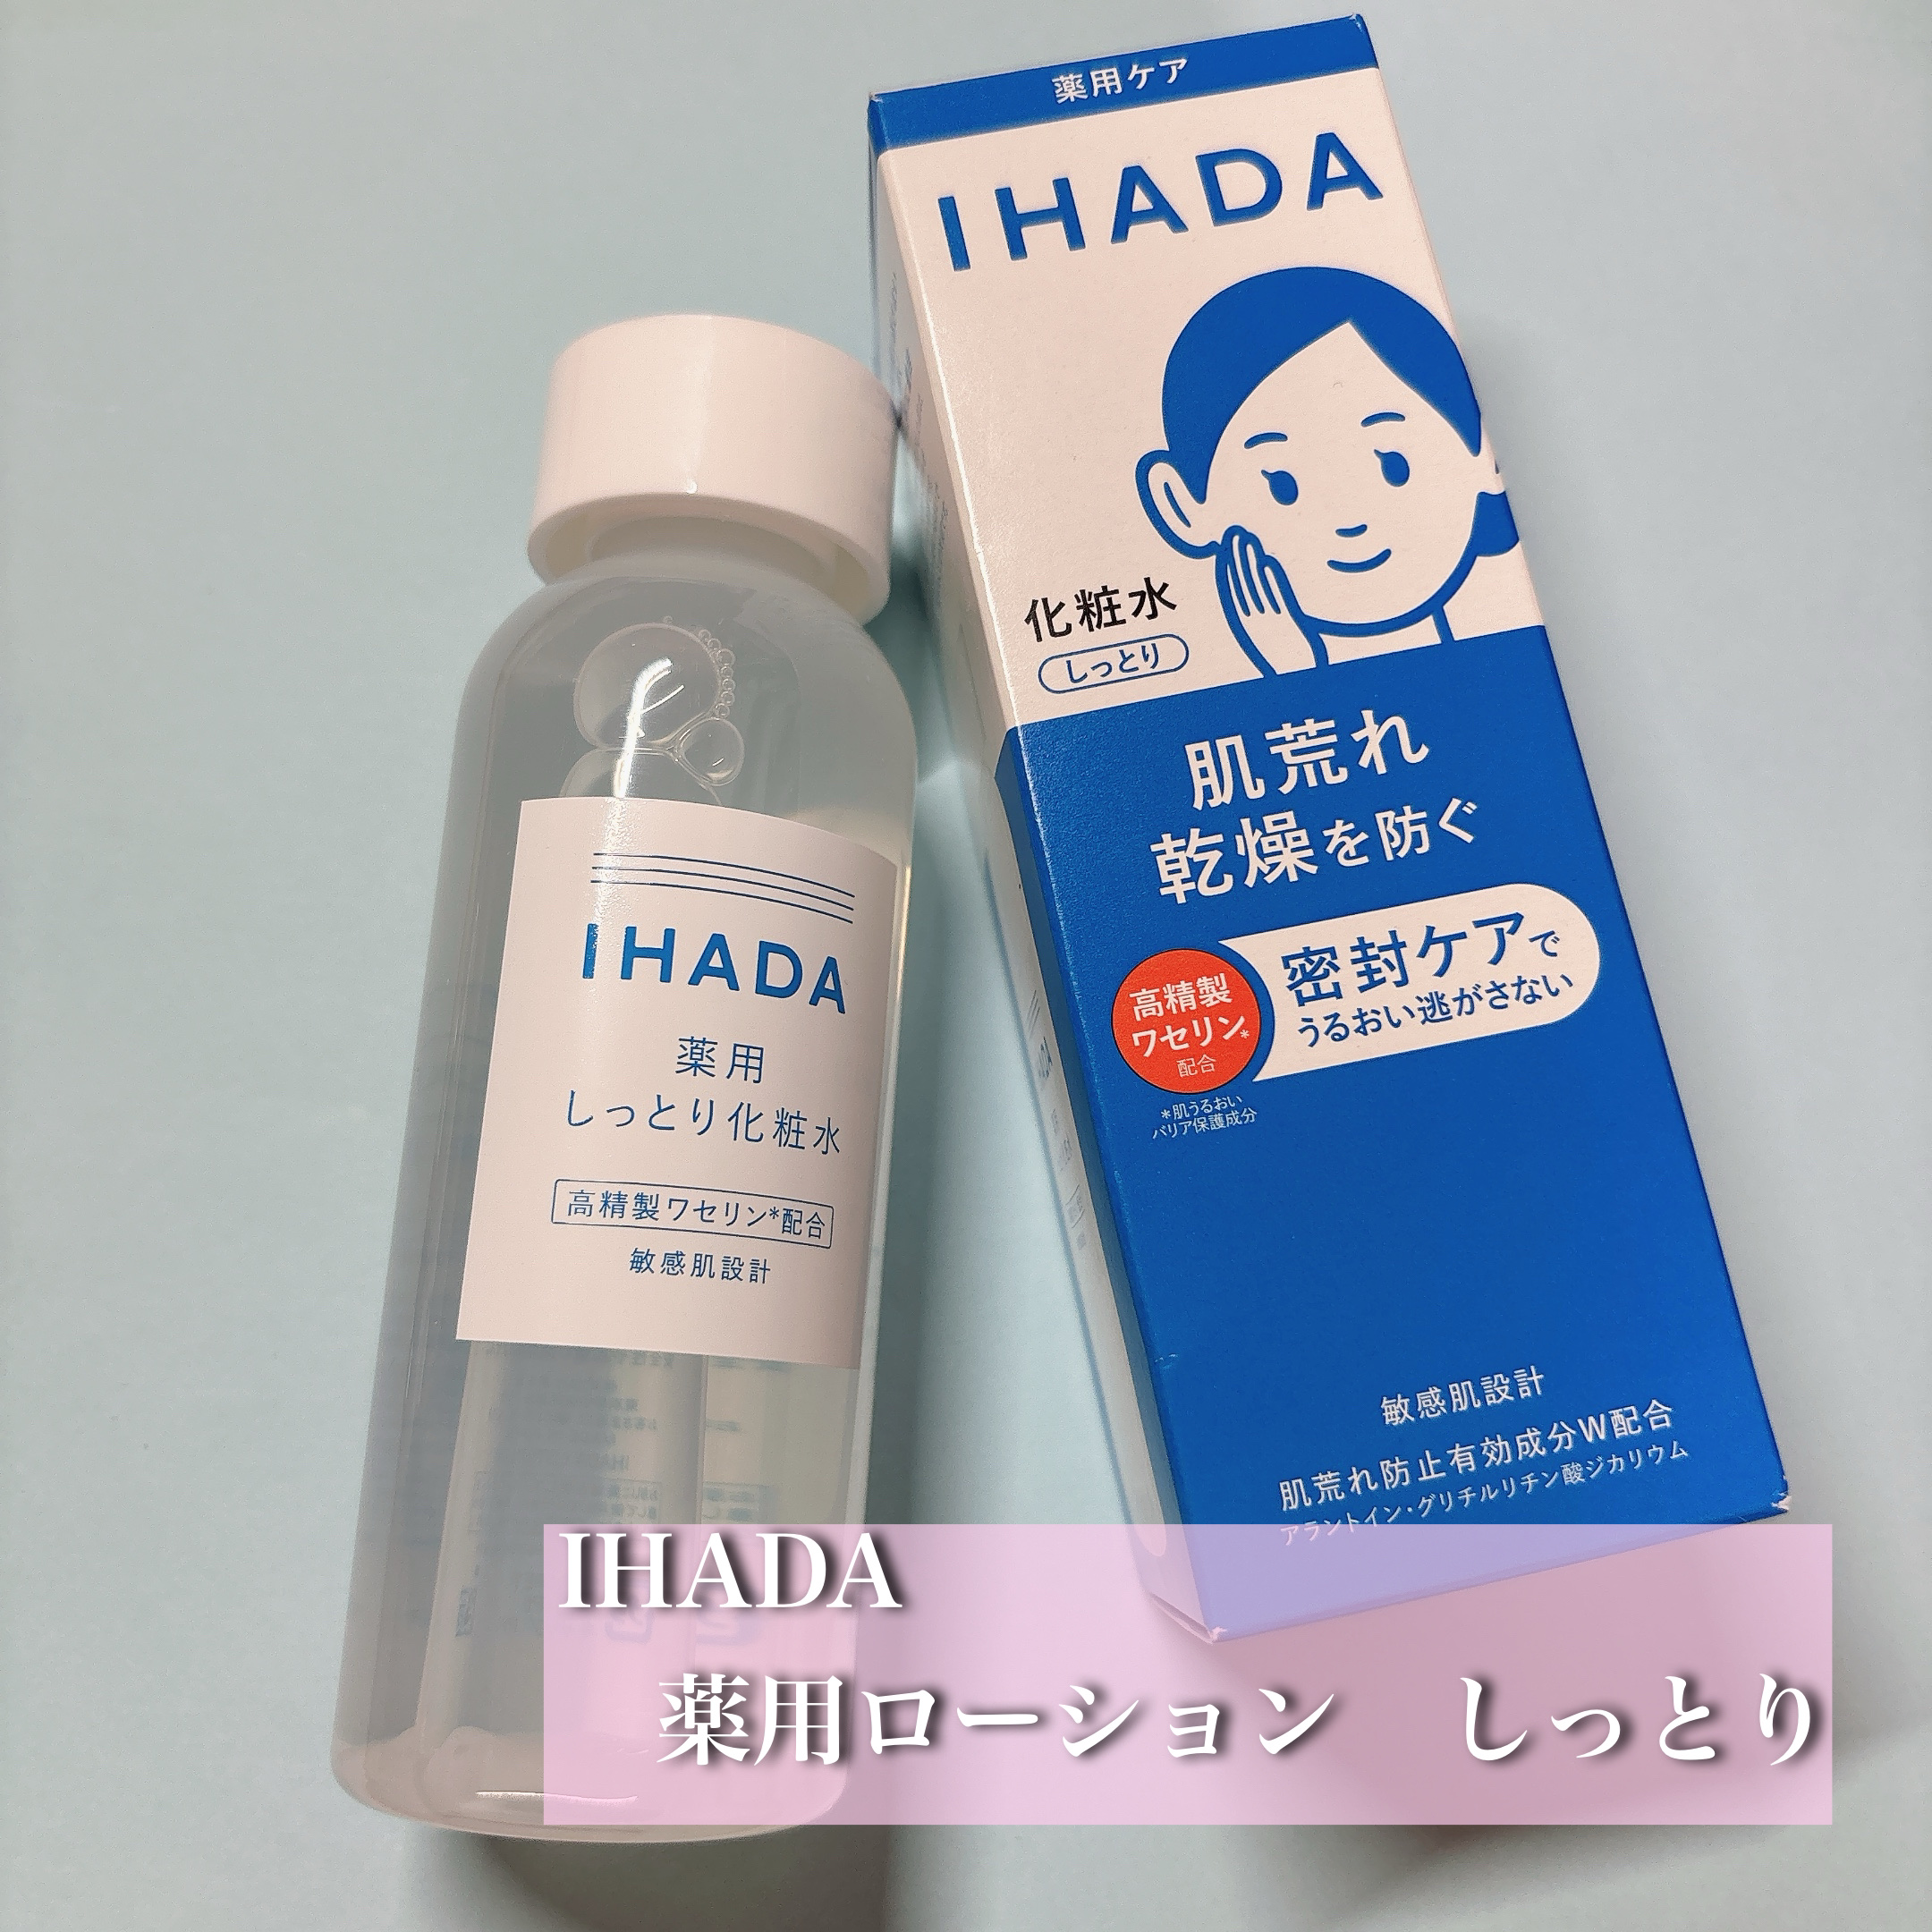 薬用ケア
IHADA
化粧水
しっとり
肌荒れ
乾燥を防ぐ
高精製
ワセリン*
配合
密封ケアで
うるおい逃がさない
*肌うるおい
バリア保護成分
敏感肌設計
肌荒れ防止有効成分W配合
アラントイン・グリチルリチン酸ジカリウム
IHADA
薬用
しっとり化粧水
高精製ワセリン*配合
敏感肌設計
IHADA
薬用ローション しっとり